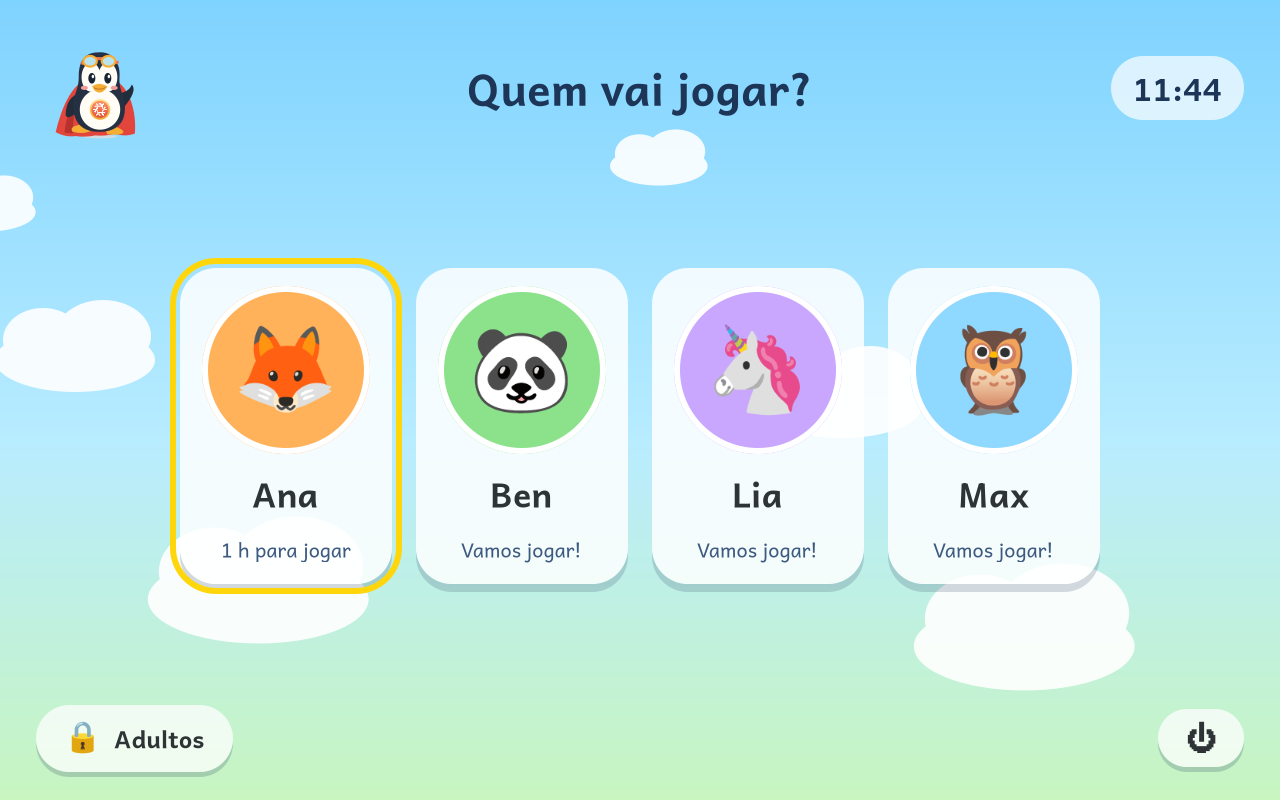 Quem vai jogar?
11:44
Ana
Ben
Lia
Max
1 h para jogar
Vamos jogar!
Vamos jogar!
Vamos jogar!
Adultos